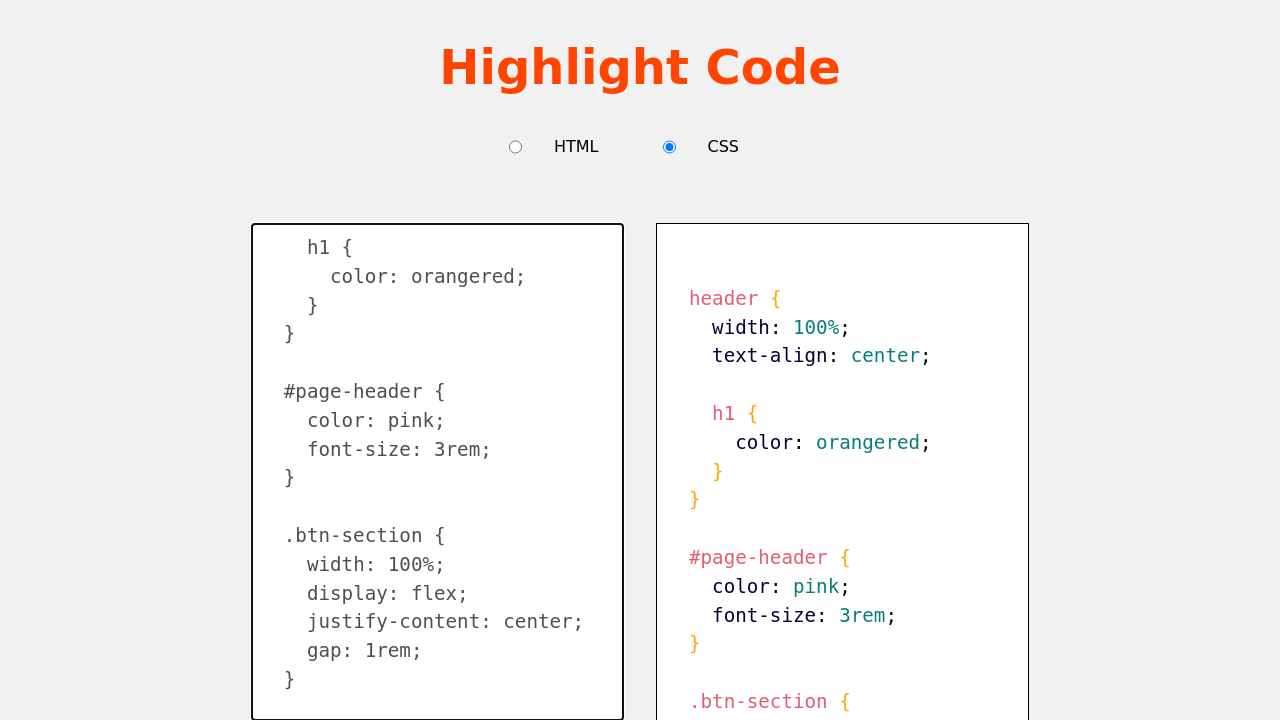 Highlight Code
HTML
CSS
h1 {
color: orangered;
}
}
#page-header {
color: pink;
font-size: 3rem;
}
.btn-section {
width: 100%;
display: flex;
justify-content: center;
gap: 1rem;
}
header {
width: 100%;
text-align: center;
h1 {
color: orangered;
}
}
#page-header {
color: pink;
font-size: 3rem;
}
.btn-section {